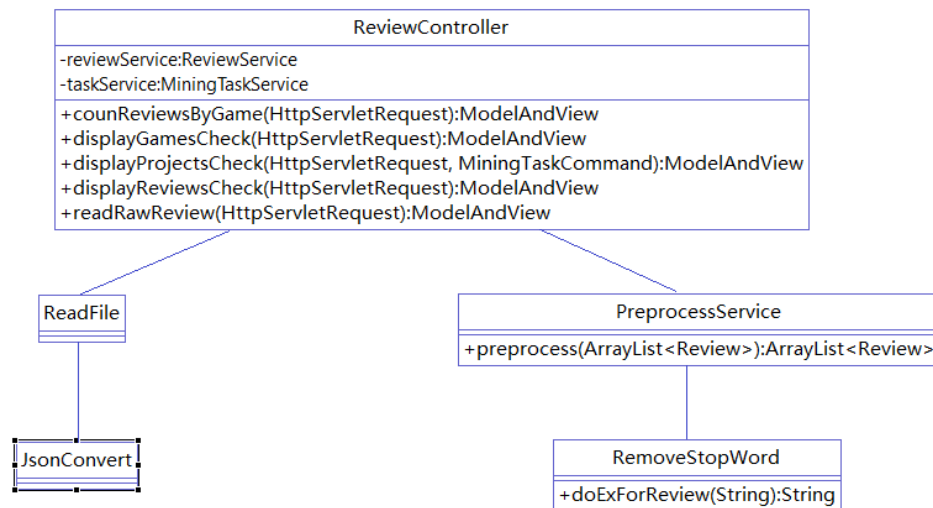 ReviewController
-reviewService:ReviewService
-taskService:MiningTaskService
+counReviewsByGame(HttpServletRequest):ModelAndView
+displayGamesCheck(HttpServletRequest):ModelAndView
+displayProjectsCheck(HttpServletRequest, MiningTaskCommand):ModelAndView
+displayReviewsCheck(HttpServletRequest):ModelAndView
+readRawReview(HttpServletRequest):ModelAndView
ReadFile
PreprocessService
+preprocess(ArrayList<Review>):ArrayList<Review>
JsonConvert
RemoveStopWord
+doExForReview(String):String